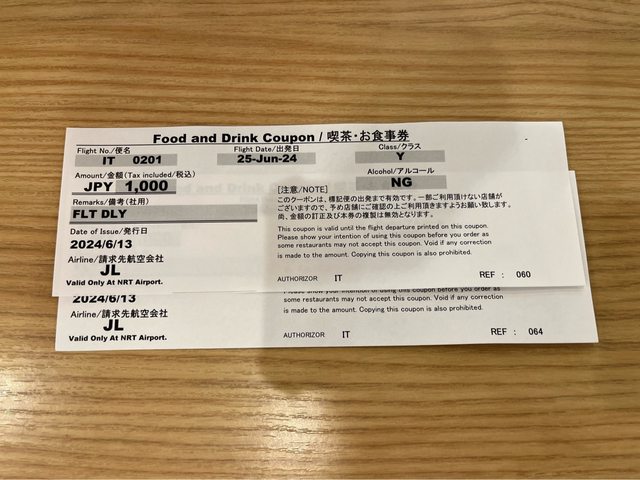 Food and Drink Coupon / 喫茶・お食事券
Flight No./便名 Flight Date/出発日 Class/クラス
IT 0201 25-Jun-24 Y
Amount/金額(Tax included/税込) Alcohol/アルコール
JPY 1,000 NG
Remarks/備考(社用)
FLT DLY
Date of Issue/発行日
2024/6/13
Airline/請求先航空会社
JL
Valid Only At NRT Airport.
[注意/NOTE]
このクーポンは、標記便の出発まで有効です。一部ご利用頂けない店舗が
ございますので、予め店舗にご確認の上ご利用頂きますようお願い致します。
尚、金額の訂正及び本券の複製は無効となります。
This coupon is valid until the flight departure printed on this coupon.
Please show your intention of using this coupon before you order as
some restaurants may not accept this coupon. Void if any correction
is made to the amount. Copying this coupon is also prohibited.
AUTHORIZOR IT REF : 060
2024/6/13
Airline/請求先航空会社
JL
Valid Only At NRT Airport.
Please show your intention of using this coupon before you order as
some restaurants may not accept this coupon. Void if any correction
is made to the amount. Copying this coupon is also prohibited.
AUTHORIZOR IT REF : 064